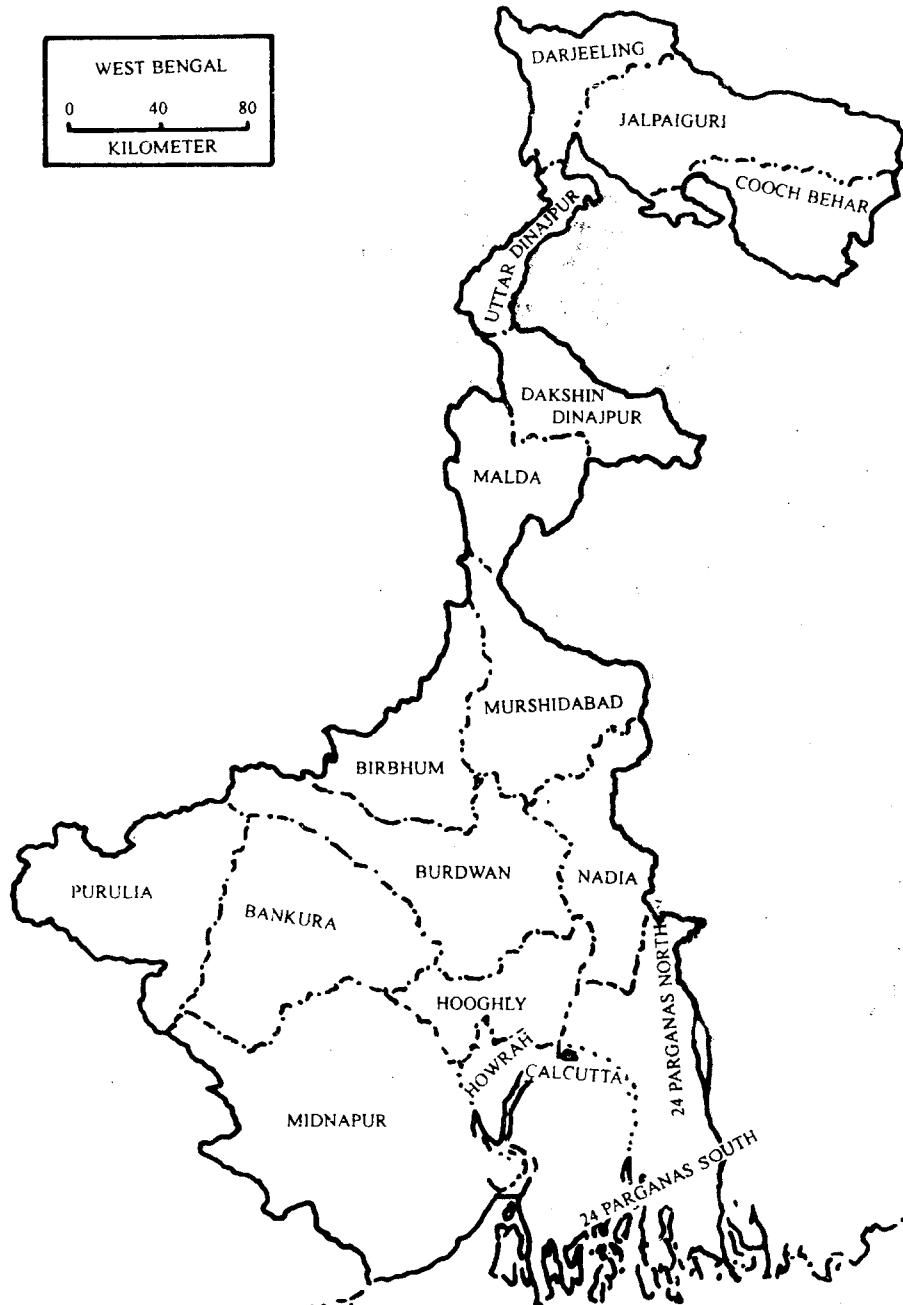 WEST BENGAL
0 40 80
KILOMETER
DARJEELING
JALPAIGURI
COOCH BEHAR
UTTAR DINAJPUR
DAKSHIN
DINAJPUR
MALDA
MURSHIDABAD
BIRBHUM
BURDWAN
NADIA
PURULIA
BANKURA
24 PARGANAS NORTH
HOOGHLY
HOWRAH
CALCUTTA
MIDNAPUR
24 PARGANAS SOUTH